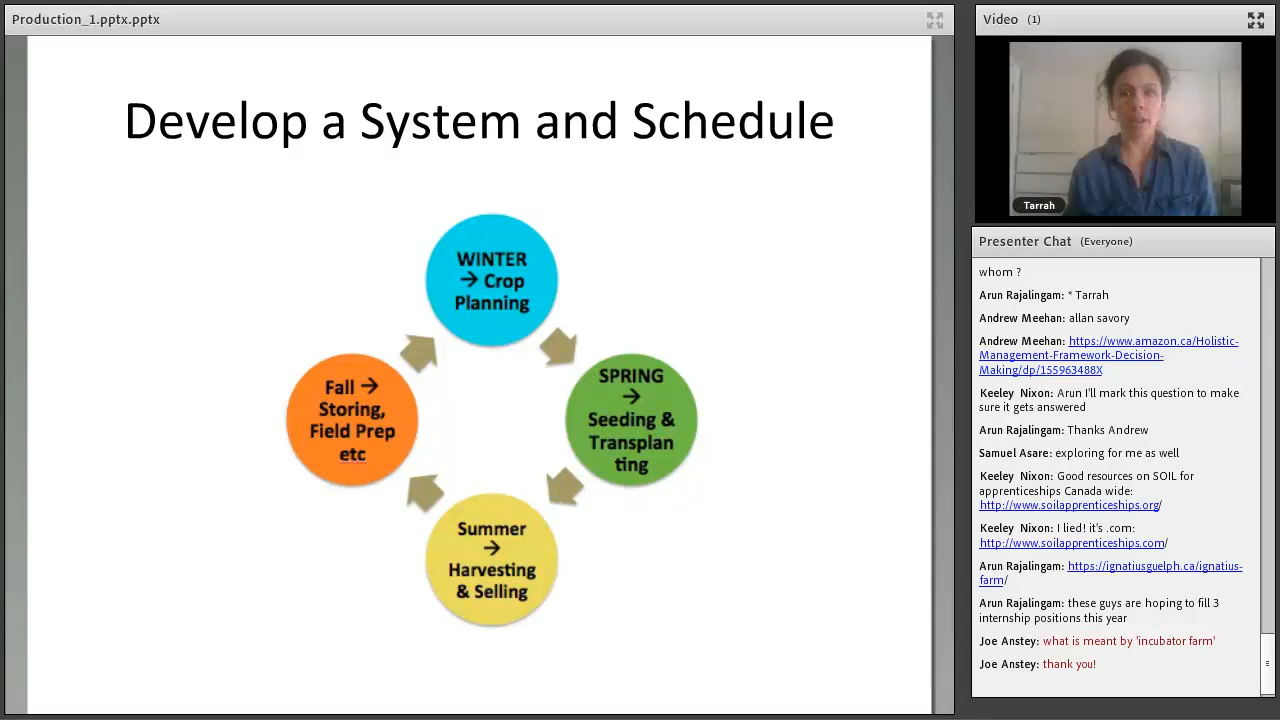 Production_1.pptx.pptx
Develop a System and Schedule
WINTER
→ Crop
Planning
SPRING
→
Seeding &
Transplan
ting
Summer
→
Harvesting
& Selling
Fall →
Storing,
Field Prep
etc
Video (1)
Tarrah
Presenter Chat (Everyone)
whom ?
Arun Rajalingam: * Tarrah
Andrew Meehan: allan savory
Andrew Meehan: https://www.amazon.ca/Holistic-
Management-Framework-Decision-
Making/dp/155963488X
Keeley Nixon: Arun I'll mark this question to make
sure it gets answered
Arun Rajalingam: Thanks Andrew
Samuel Asare: exploring for me as well
Keeley Nixon: Good resources on SOIL for
apprenticeships Canada wide:
http://www.soilapprenticeships.org/
Keeley Nixon: I lied! it's .com:
http://www.soilapprenticeships.com/
Arun Rajalingam: https://ignatiusguelph.ca/ignatius-
farm/
Arun Rajalingam: these guys are hoping to fill 3
internship positions this year
Joe Anstey: what is meant by 'incubator farm'
Joe Anstey: thank you!